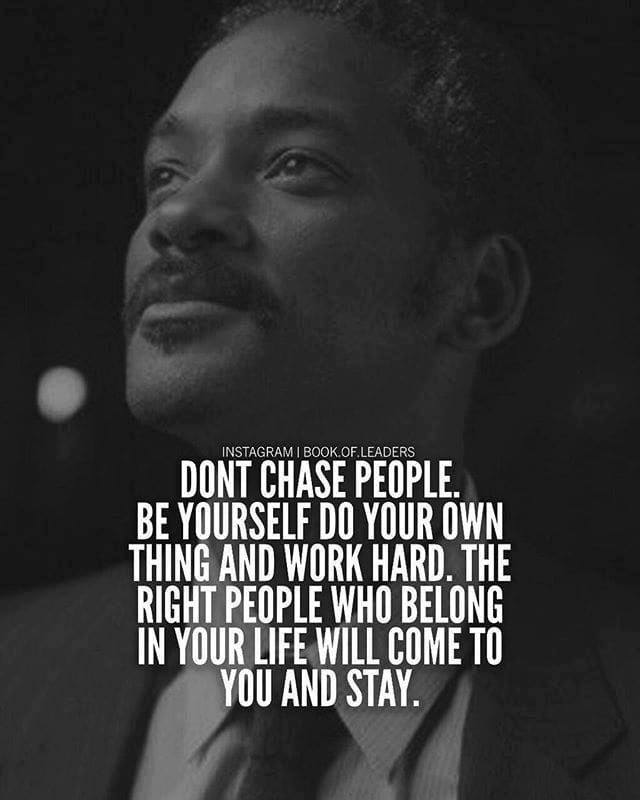 INSTAGRAM | BOOK.OF.LEADERS
DONT CHASE PEOPLE.
BE YOURSELF DO YOUR OWN
THING AND WORK HARD. THE
RIGHT PEOPLE WHO BELONG
IN YOUR LIFE WILL COME TO
YOU AND STAY.